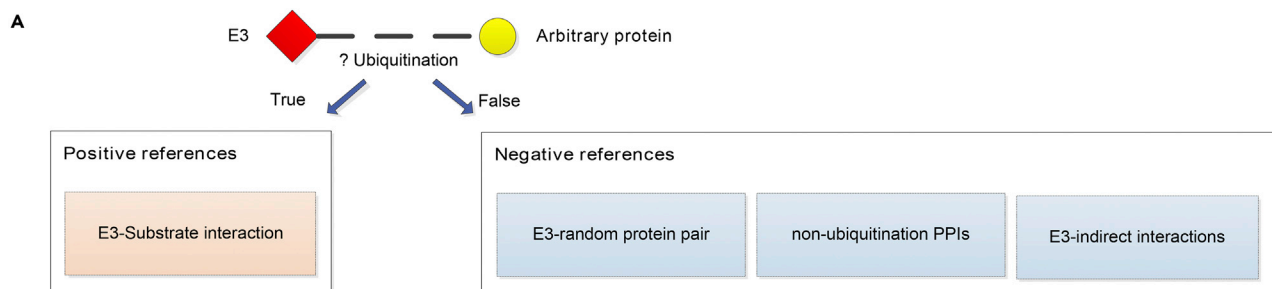 A
E3
Arbitrary protein
? Ubiquitination
True
False
Positive references
Negative references
E3-Substrate interaction
E3-random protein pair
non-ubiquitination PPIs
E3-indirect interactions